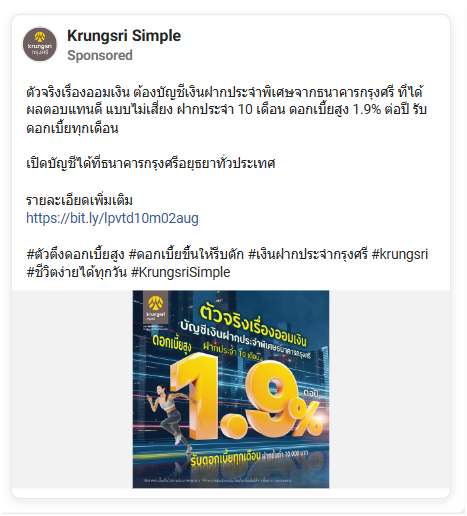 Krungsri Simple
Sponsored
ตัวจริงเรื่องออมเงิน ต้องบัญชีเงินฝากประจำพิเศษจากธนาคารกรุงศรี ที่ได้
ผลตอบแทนดี แบบไม่เสี่ยง ฝากประจำ 10 เดือน ดอกเบี้ยสูง 1.9% ต่อปี รับ
ดอกเบี้ยทุกเดือน
เปิดบัญชีได้ที่ธนาคารกรุงศรีอยุธยาทั่วประเทศ
รายละเอียดเพิ่มเติม
https://bit.ly/lpvtd10m02aug
#ตัวตึงดอกเบี้ยสูง #ดอกเบี้ยขึ้นให้รีบตัก #เงินฝากประจำกรุงศรี #krungsri
#ชีวิตง่ายได้ทุกวัน #KrungsriSimple
krungsri
กรุงศรี
krungsri
กรุงศรี
ตัวจริงเรื่องออมเงิน
บัญชีเงินฝากประจำพิเศษธนาคารกรุงศรี
ดอกเบี้ยสูง ฝากประจำ 10 เดือน
1.9%
ต่อปี
รับดอกเบี้ยทุกเดือน ฝากขั้นต่ำ 10,000 บาท